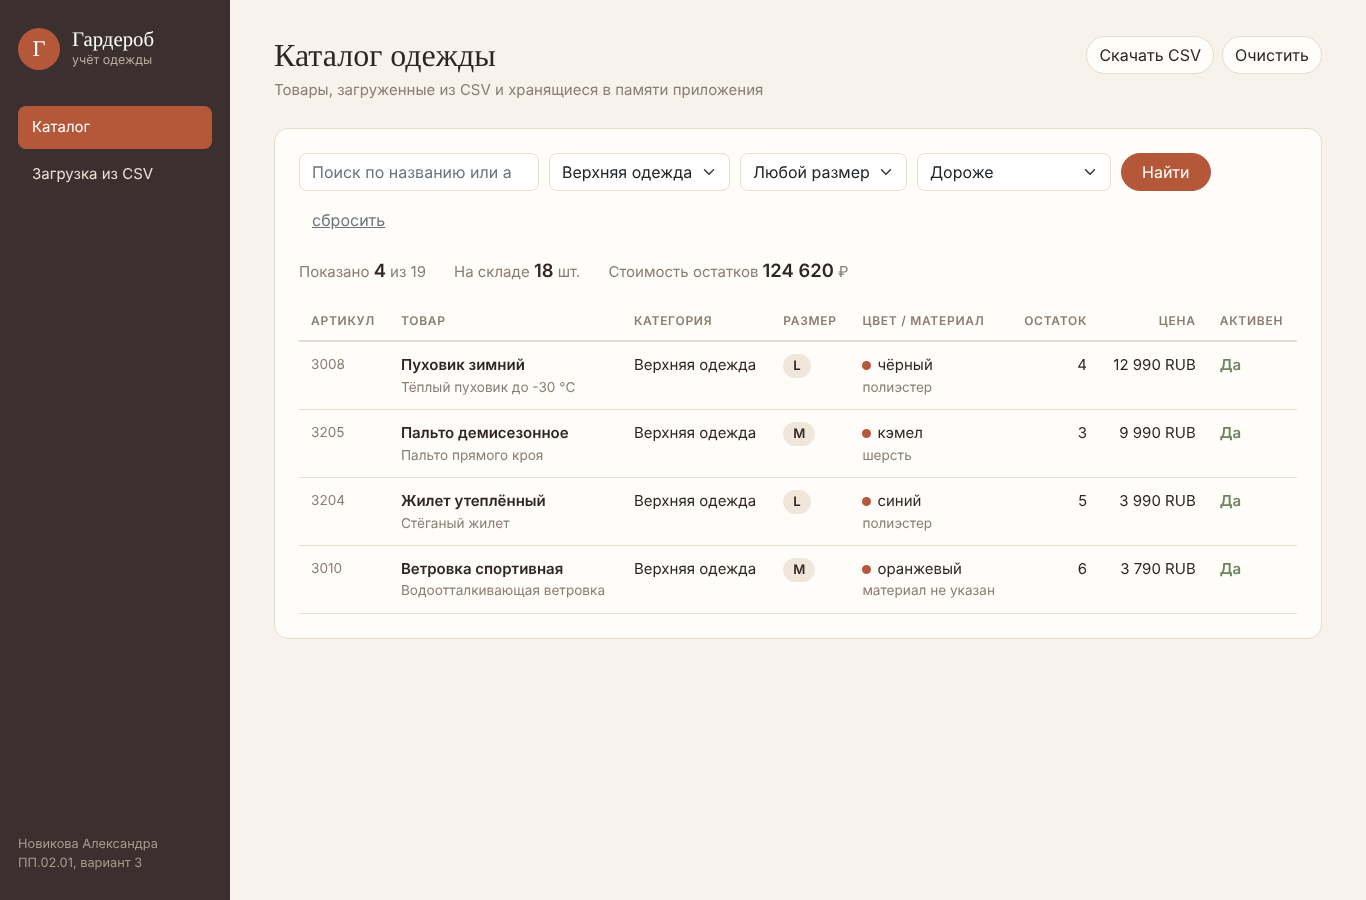 Г
Гардероб
учёт одежды
Каталог
Загрузка из CSV
Новикова Александра
ПП.02.01, вариант 3
Каталог одежды
Товары, загруженные из CSV и хранящиеся в памяти приложения
Скачать CSV Очистить
Поиск по названию или а Верхняя одежда Любой размер Дороже Найти
сбросить
Показано 4 из 19 На складе 18 шт. Стоимость остатков 124 620 ₽
АРТИКУЛ ТОВАР КАТЕГОРИЯ РАЗМЕР ЦВЕТ / МАТЕРИАЛ ОСТАТОК ЦЕНА АКТИВЕН
3008 Пуховик зимний Верхняя одежда L чёрный 4 12 990 RUB Да
Тёплый пуховик до -30 °C полиэстер
3205 Пальто демисезонное Верхняя одежда M кэмел 3 9 990 RUB Да
Пальто прямого кроя шерсть
3204 Жилет утеплённый Верхняя одежда L синий 5 3 990 RUB Да
Стёганый жилет полиэстер
3010 Ветровка спортивная Верхняя одежда M оранжевый 6 3 790 RUB Да
Водоотталкивающая ветровка материал не указан